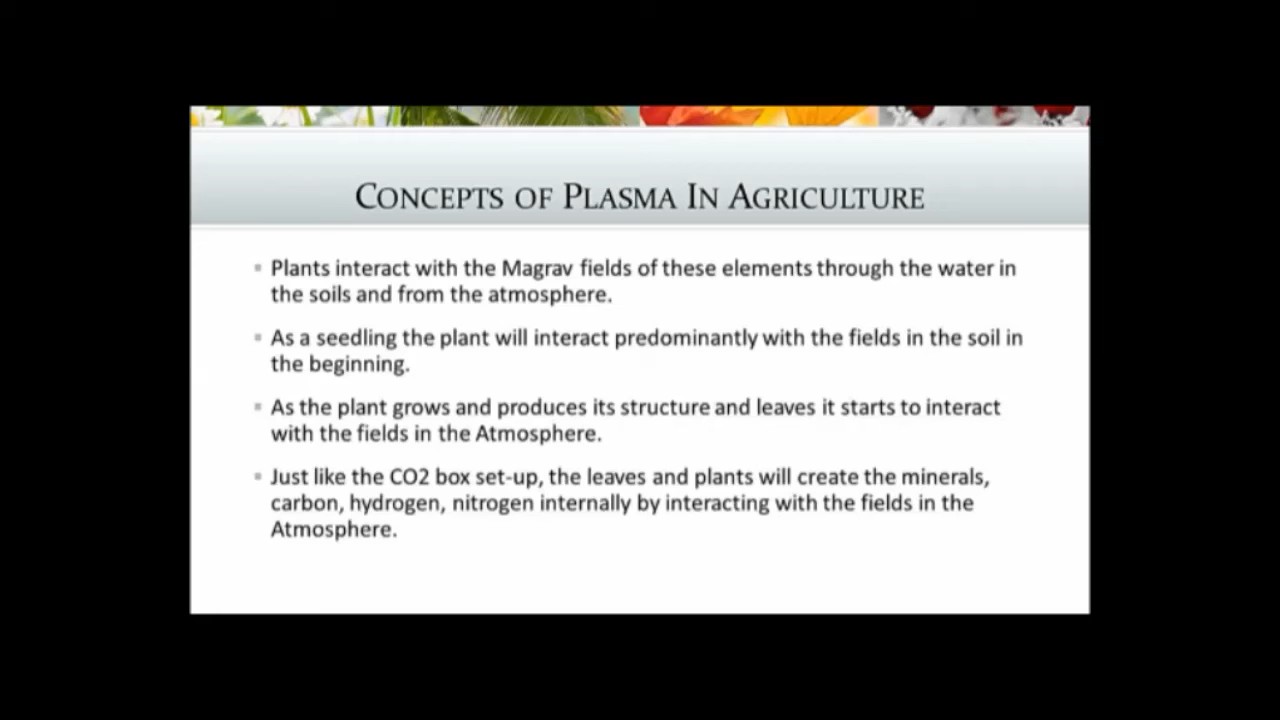 CONCEPTS OF PLASMA IN AGRICULTURE
Plants interact with the Magrav fields of these elements through the water in
the soils and from the atmosphere.
As a seedling the plant will interact predominantly with the fields in the soil in
the beginning.
As the plant grows and produces its structure and leaves it starts to interact
with the fields in the Atmosphere.
Just like the CO2 box set-up, the leaves and plants will create the minerals,
carbon, hydrogen, nitrogen internally by interacting with the fields in the
Atmosphere.